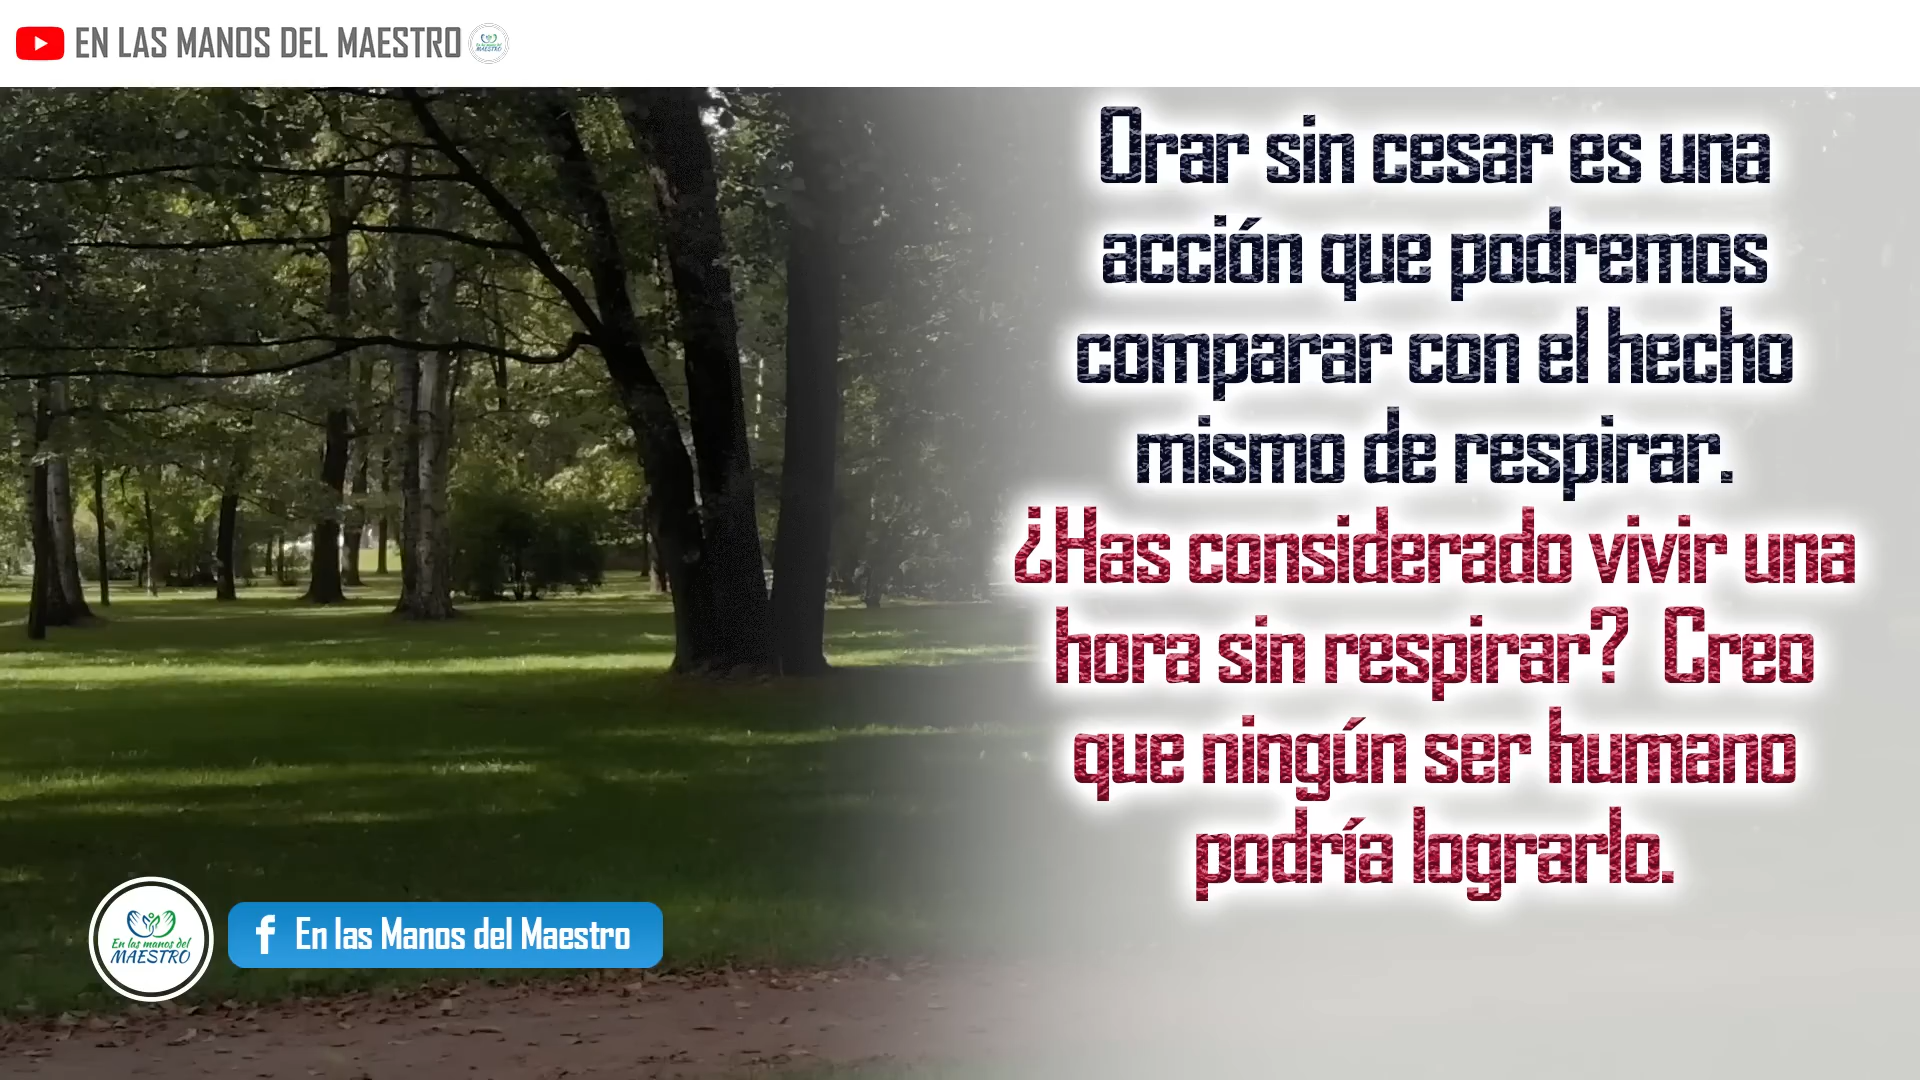 EN LAS MANOS DEL MAESTRO
Orar sin cesar es una
acción que podremos
comparar con el hecho
mismo de respirar.
¿Has considerado vivir una
hora sin respirar? Creo
que ningún ser humano
podría lograrlo.
En las manos del
MAESTRO
En las Manos del Maestro